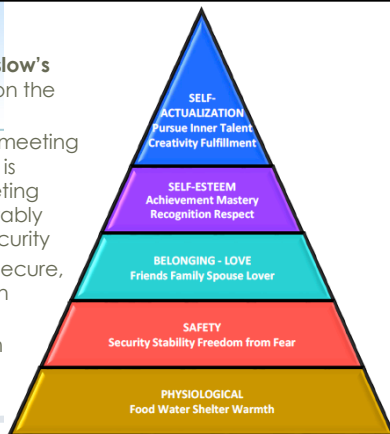 low's
on the
meeting
is
ting
ably
curity
ecure,
n
n
SELF-
ACTUALIZATION
Pursue Inner Talent
Creativity Fulfillment
SELF-ESTEEM
Achievement Mastery
Recognition Respect
BELONGING - LOVE
Friends Family Spouse Lover
SAFETY
Security Stability Freedom from Fear
PHYSIOLOGICAL
Food Water Shelter Warmth